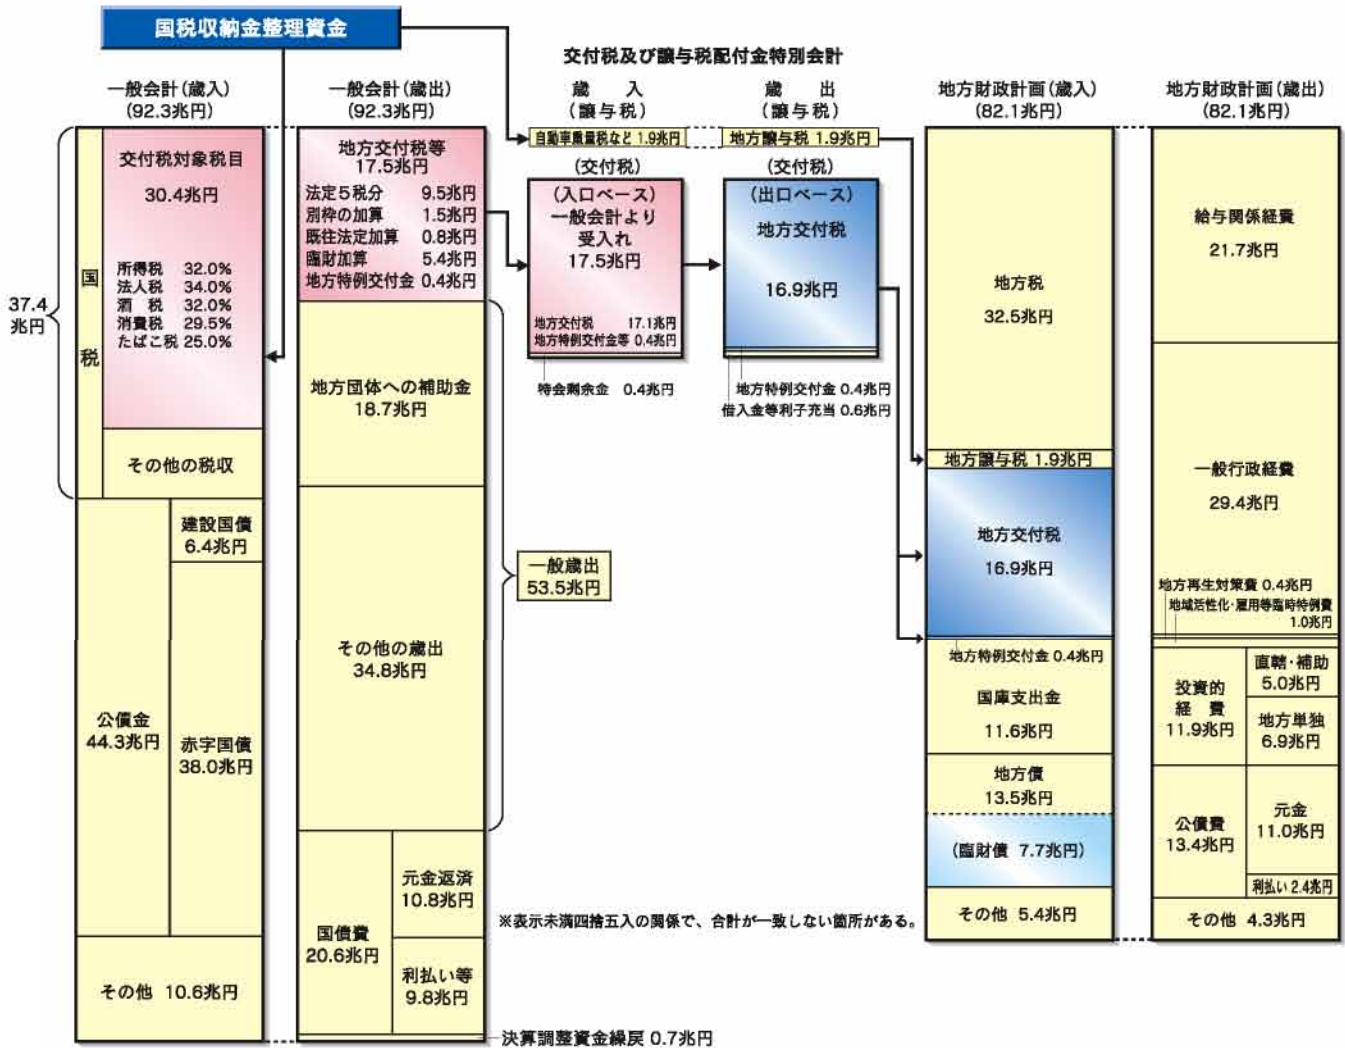 国税収納金整理資金
交付税及び譲与税配付金特別会計
一般会計(歳入)
(92.3兆円)
37.4
兆円
国
税
交付税対象税目
30.4兆円
所得税 32.0%
法人税 34.0%
酒 税 32.0%
消費税 29.5%
たばこ税 25.0%
その他の税収
公債金
44.3兆円
建設国債
6.4兆円
赤字国債
38.0兆円
その他 10.6兆円
一般会計(歳出)
(92.3兆円)
地方交付税等
17.5兆円
法定5税分 9.5兆円
別枠の加算 1.5兆円
既往法定加算 0.8兆円
臨財加算 5.4兆円
地方特例交付金 0.4兆円
地方団体への補助金
18.7兆円
その他の歳出
34.8兆円
一般歳出
53.5兆円
国債費
20.6兆円
元金返済
10.8兆円
利払い等
9.8兆円
決算調整資金繰戻 0.7兆円
歳 入
(譲与税)
自動車重量税など 1.9兆円
(交付税)
(入口ベース)
一般会計より
受入れ
17.5兆円
地方交付税 17.1兆円
地方特例交付金等 0.4兆円
特会剰余金 0.4兆円
歳 出
(譲与税)
地方譲与税 1.9兆円
(交付税)
(出口ベース)
地方交付税
16.9兆円
地方特例交付金 0.4兆円
借入金等利子充当 0.6兆円
※表示未満四捨五入の関係で、合計が一致しない箇所がある。
地方財政計画(歳入)
(82.1兆円)
地方税
32.5兆円
地方譲与税 1.9兆円
地方交付税
16.9兆円
地方特例交付金 0.4兆円
国庫支出金
11.6兆円
地方債
13.5兆円
(臨財債 7.7兆円)
その他 5.4兆円
地方財政計画(歳出)
(82.1兆円)
給与関係経費
21.7兆円
一般行政経費
29.4兆円
地方再生対策費 0.4兆円
地域活性化・雇用等臨時特例費
1.0兆円
投資的
経 費
11.9兆円
直轄・補助
5.0兆円
地方単独
6.9兆円
公債費
13.4兆円
元金
11.0兆円
利払い 2.4兆円
その他 4.3兆円